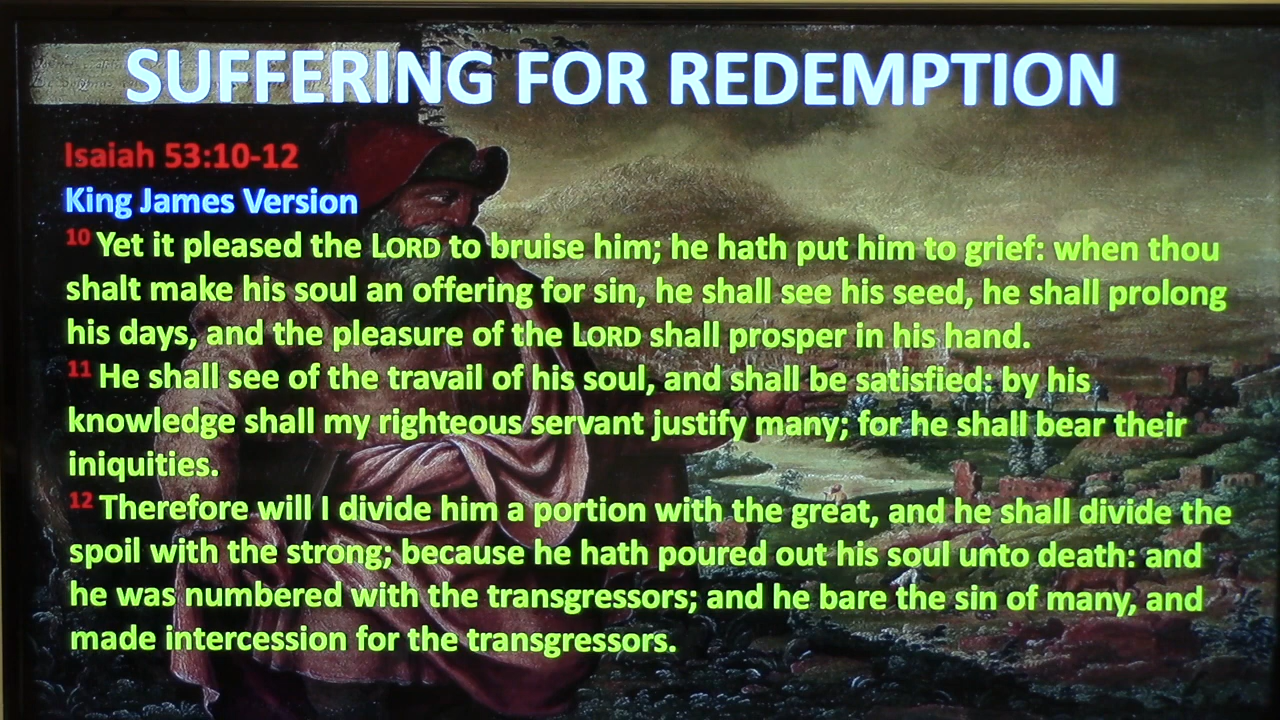 SUFFERING FOR REDEMPTION
Isaiah 53:10-12
King James Version
10 Yet it pleased the LORD to bruise him; he hath put him to grief: when thou
shalt make his soul an offering for sin, he shall see his seed, he shall prolong
his days, and the pleasure of the LORD shall prosper in his hand.
11 He shall see of the travail of his soul, and shall be satisfied: by his
knowledge shall my righteous servant justify many; for he shall bear their
iniquities.
12 Therefore will I divide him a portion with the great, and he shall divide the
spoil with the strong; because he hath poured out his soul unto death: and
he was numbered with the transgressors; and he bare the sin of many, and
made intercession for the transgressors.